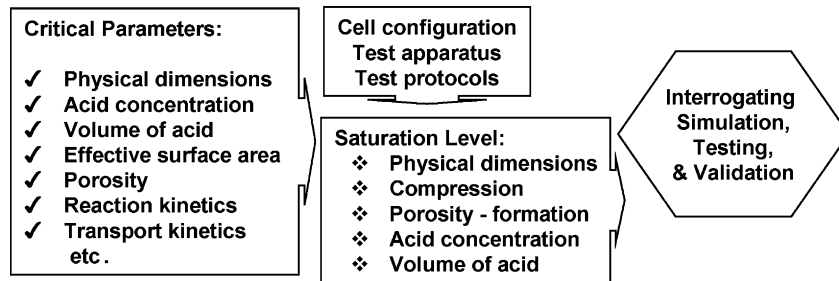 Critical Parameters:
✓ Physical dimensions
✓ Acid concentration
✓ Volume of acid
✓ Effective surface area
✓ Porosity
✓ Reaction kinetics
✓ Transport kinetics
etc .
Cell configuration
Test apparatus
Test protocols
Saturation Level:
❖ Physical dimensions
❖ Compression
❖ Porosity - formation
❖ Acid concentration
❖ Volume of acid
Interrogating
Simulation,
Testing,
& Validation